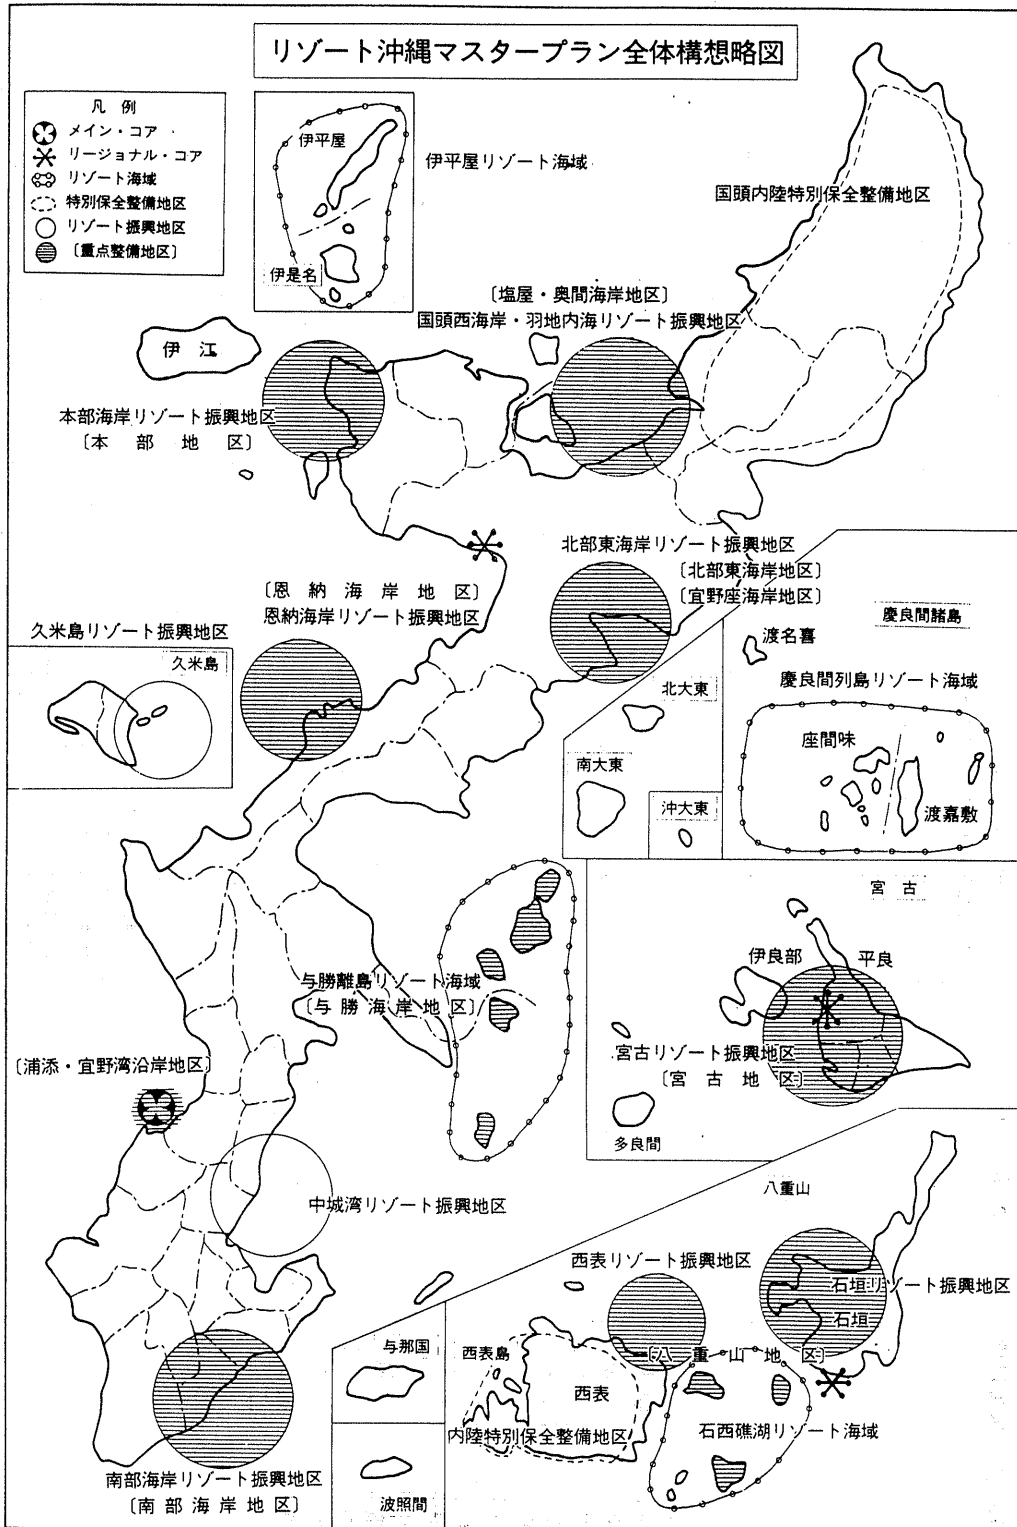 リゾート沖縄マスタープラン全体構想略図
凡例
メイン・コア
リージョナル・コア
リゾート海域
特別保全整備地区
リゾート振興地区
〔重点整備地区〕
伊平屋
伊是名
伊平屋リゾート海域
国頭内陸特別保全整備地区
〔塩屋・奥間海岸地区〕
国頭西海岸・羽地内海リゾート振興地区
伊江
本部海岸リゾート振興地区
〔本部地区〕
北部東海岸リゾート振興地区
〔北部東海岸地区〕
〔宜野座海岸地区〕
〔恩納海岸地区〕
恩納海岸リゾート振興地区
久米島リゾート振興地区
久米島
慶良間諸島
渡名喜
慶良間列島リゾート海域
座間味
渡嘉敷
北大東
南大東
沖大東
宮古
伊良部
平良
宮古リゾート振興地区
〔宮古地区〕
多良間
与勝離島リゾート海域
〔与勝海岸地区〕
〔浦添・宜野湾沿岸地区〕
中城湾リゾート振興地区
八重山
西表リゾート振興地区
石垣リゾート振興地区
石垣
〔八重山地区〕
与那国
西表島
西表
内陸特別保全整備地区
石西礁湖リゾート海域
波照間
南部海岸リゾート振興地区
〔南部海岸地区〕